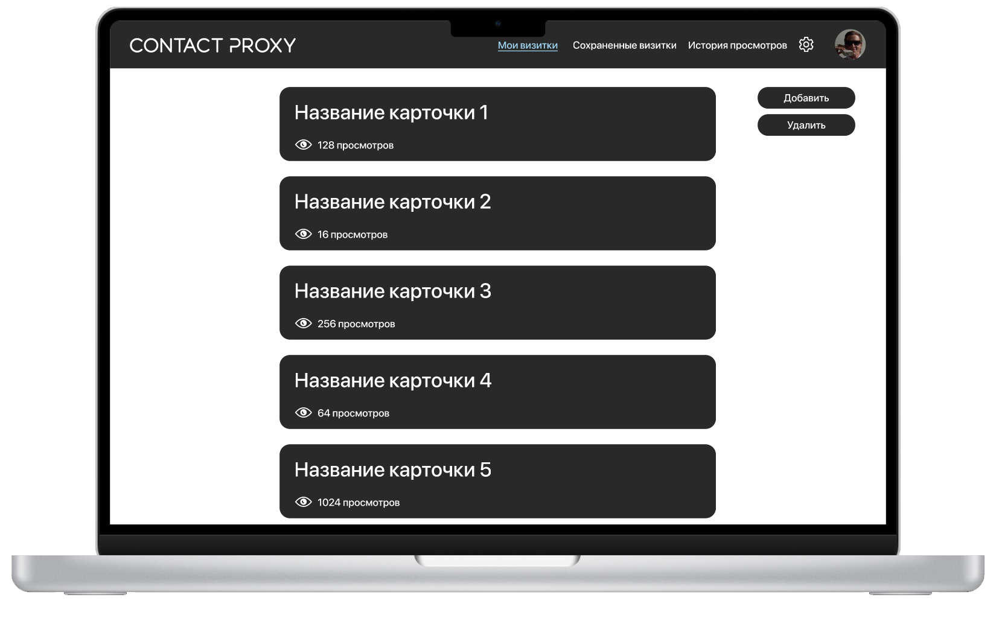 CONTACT PROXY
Мои визитки
Сохраненные визитки
История просмотров
Добавить
Удалить
Название карточки 1
128 просмотров
Название карточки 2
16 просмотров
Название карточки 3
256 просмотров
Название карточки 4
64 просмотров
Название карточки 5
1024 просмотров